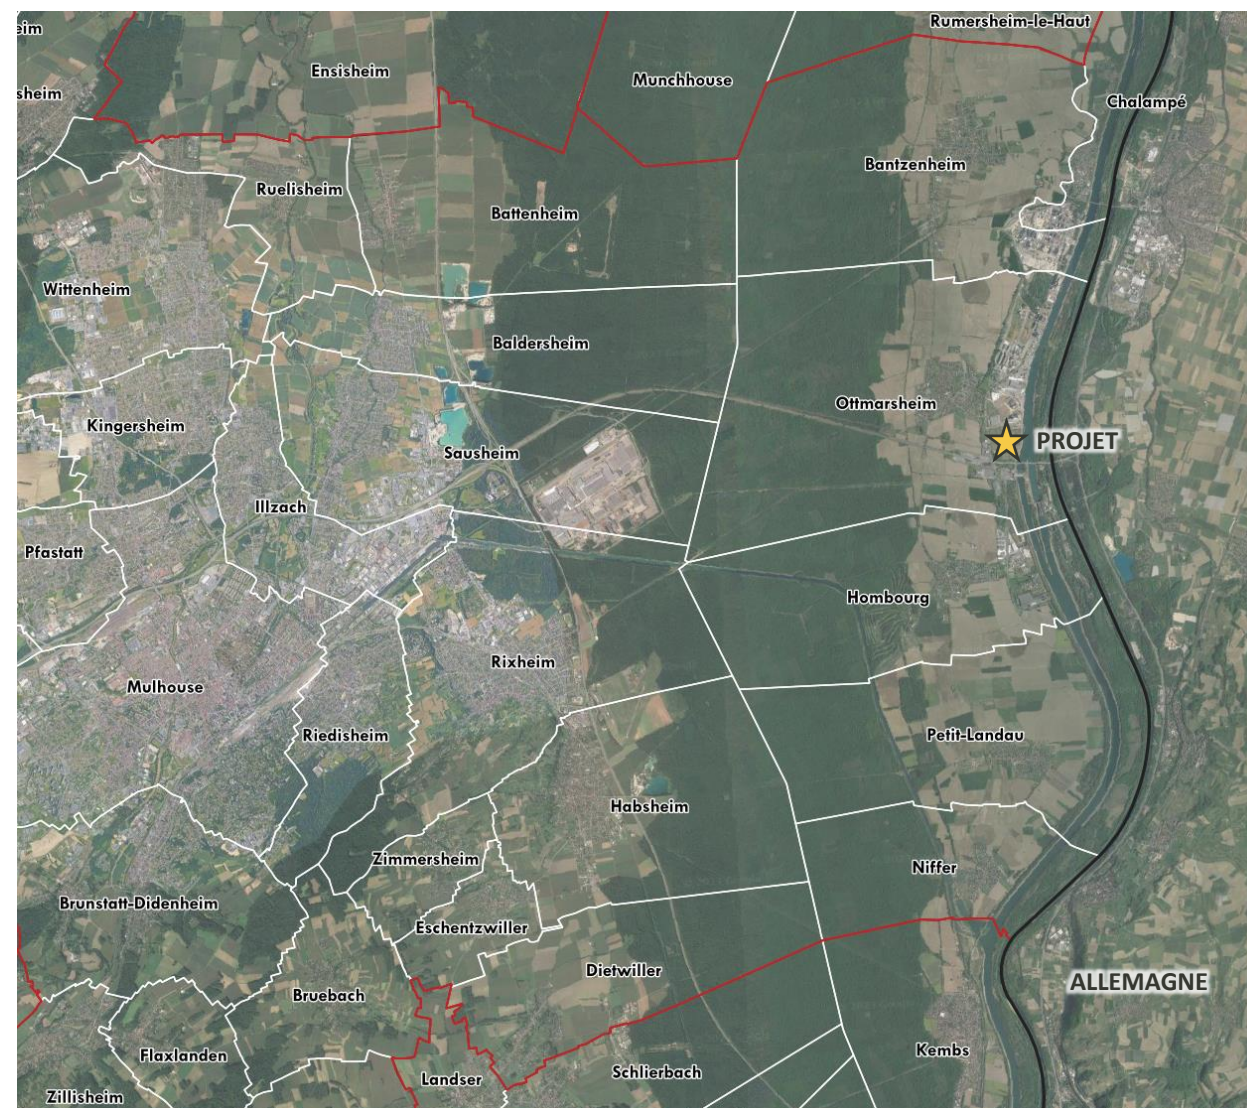 Rumersheim-le-Haut
eim
Ensisheim
Munchhouse
sheim
Chalampé
Bantzenheim
Ruelisheim
Battenheim
Wittenheim
Baldersheim
Ottmarsheim
Kingersheim
PROJET
Sausheim
Illzach
Pfastatt
Hombourg
Rixheim
Mulhouse
Riedisheim
Petit-Landau
Habsheim
Zimmersheim
Niffer
Brunstatt-Didenheim
Eschentzwiller
Dietwiller
ALLEMAGNE
Bruebach
Flaxlanden
Kembs
Schlierbach
Landser
Zillisheim